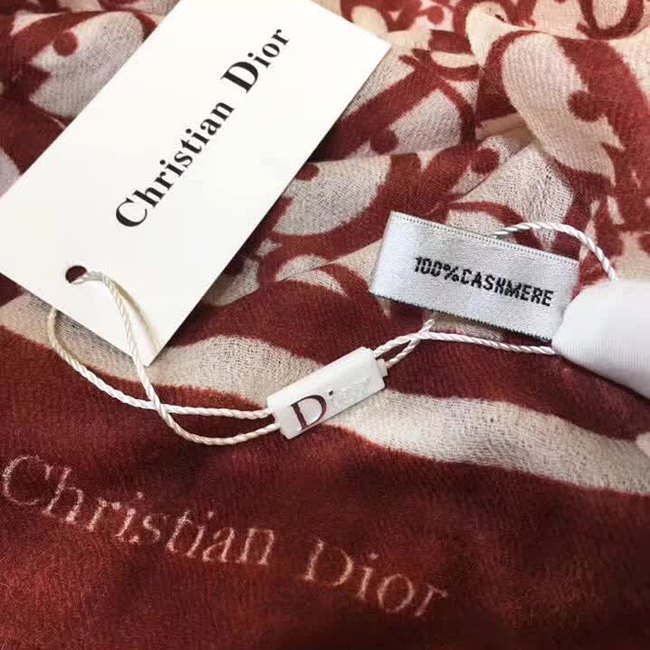 Christian Dior
100%CASHMERE
Dior
Christian Dior